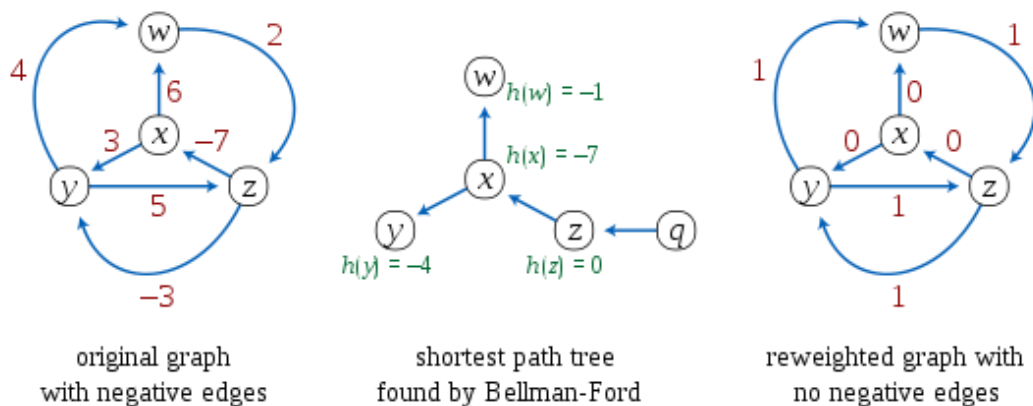 w
2
4
6
x
3
−7
y
z
5
−3
original graph
with negative edges
w
h(w) = −1
h(x) = −7
x
y
z
q
h(y) = −4
h(z) = 0
shortest path tree
found by Bellman-Ford
w
1
1
0
x
0
0
y
z
1
1
reweighted graph with
no negative edges